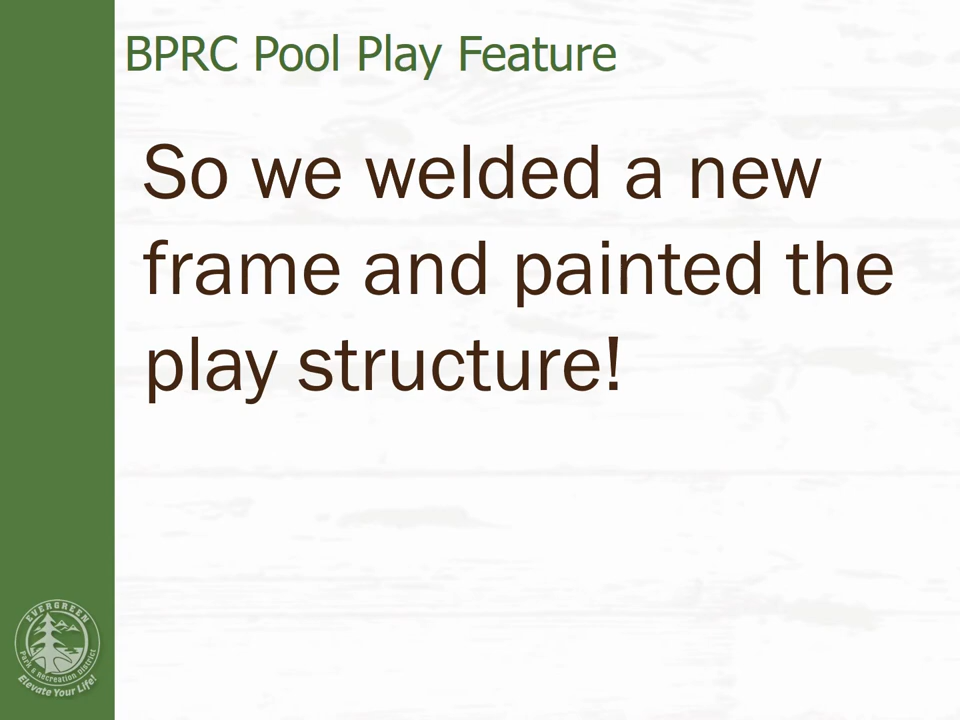 BPRC Pool Play Feature
So we welded a new
frame and painted the
play structure!
EVERGREEN
Park & Recreation District
Elevate Your Life!